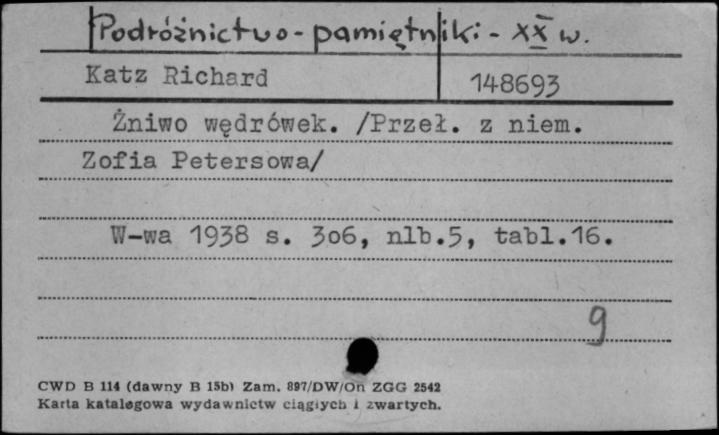 Podróżnictwo - pamiętniki - XX w.
Katz Richard 148693
Żniwo wędrówek. /Przeł. z niem.
Zofia Petersowa/
W-wa 1938 s. 3o6, nlb.5, tabl.16.
9
CWD B 114 (dawny B 15b) Zam. 897/DW/On ZGG 2542
Karta katalogowa wydawnictw ciągłych i zwartych.